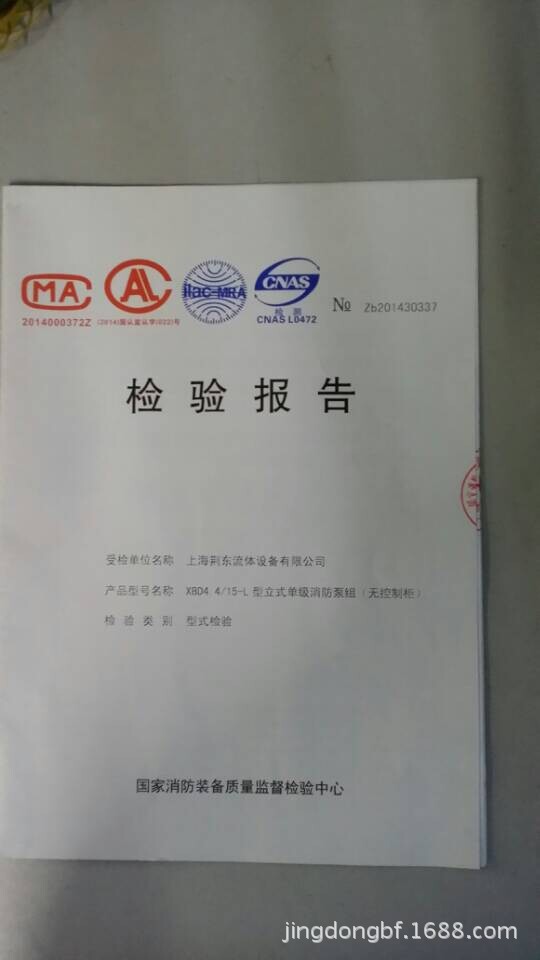 MA
AL
ilac-MRA
CNAS
检测
CNAS L0472
2014000372Z
(2014)国认监认字(022)号
№ Zb201430337
检验报告
受检单位名称 上海荆东流体设备有限公司
产品型号名称 XBD4.4/15-L 型立式单级消防泵组(无控制柜)
检验类别 型式检验
国家消防装备质量监督检验中心
jingdongbf.1688.com